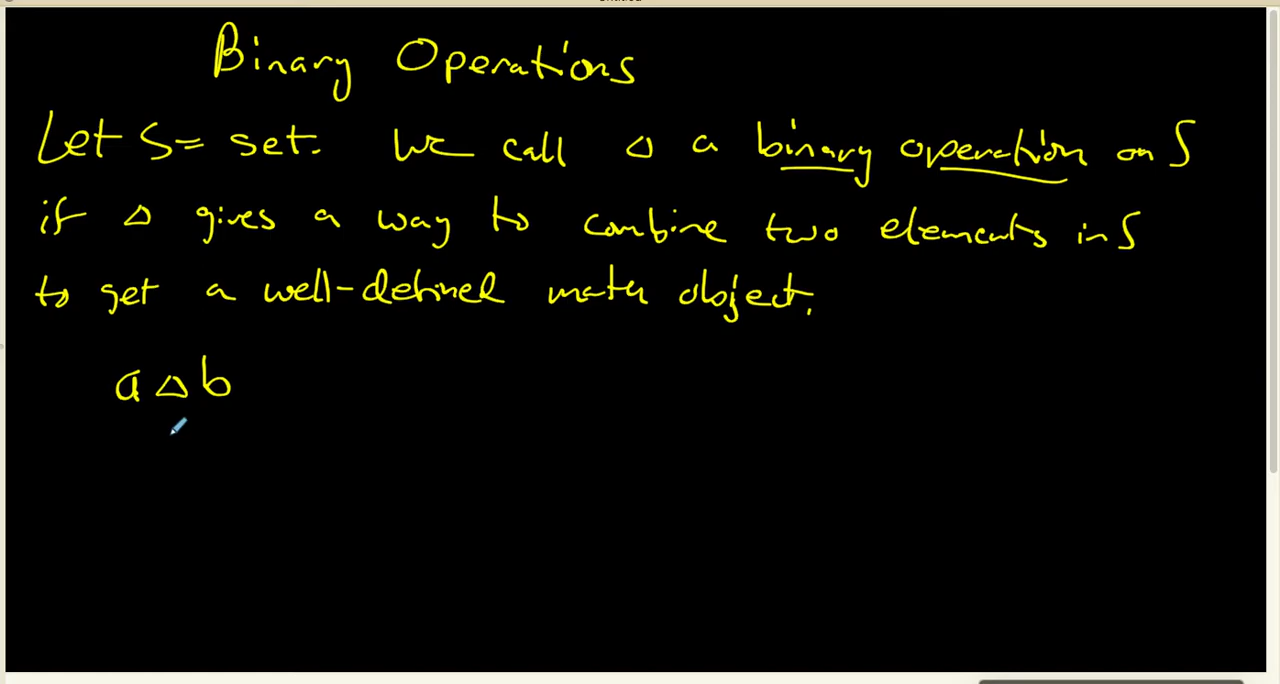 Binary Operations
Let S = set. We call △ a binary operation on S
if △ gives a way to combine two elements in S
to get a well-defined math object.
a △ b